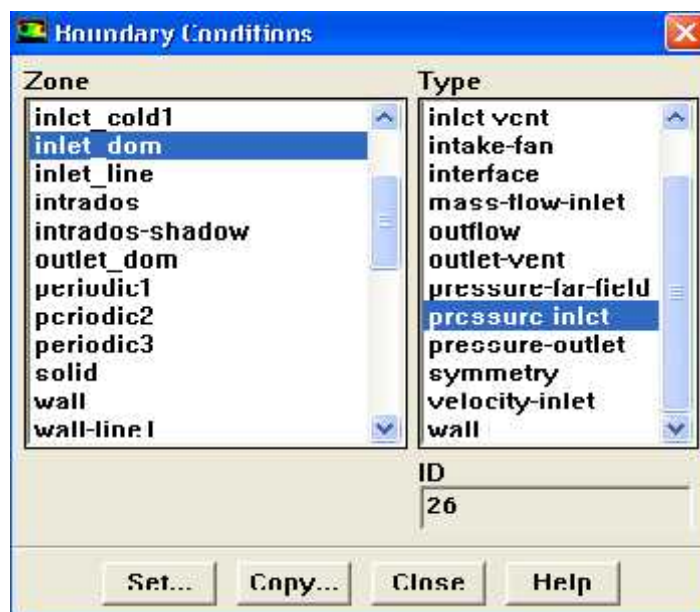 Boundary Conditions
Zone
inlet_cold1
inlet_dom
inlet_line
intrados
intrados-shadow
outlet_dom
periodic1
periodic2
periodic3
solid
wall
wall-line1
Type
inlet vent
intake-fan
interface
mass-flow-inlet
outflow
outlet-vent
pressure-far-field
pressure inlet
pressure-outlet
symmetry
velocity-inlet
wall
ID
26
Set...
Copy...
Close
Help